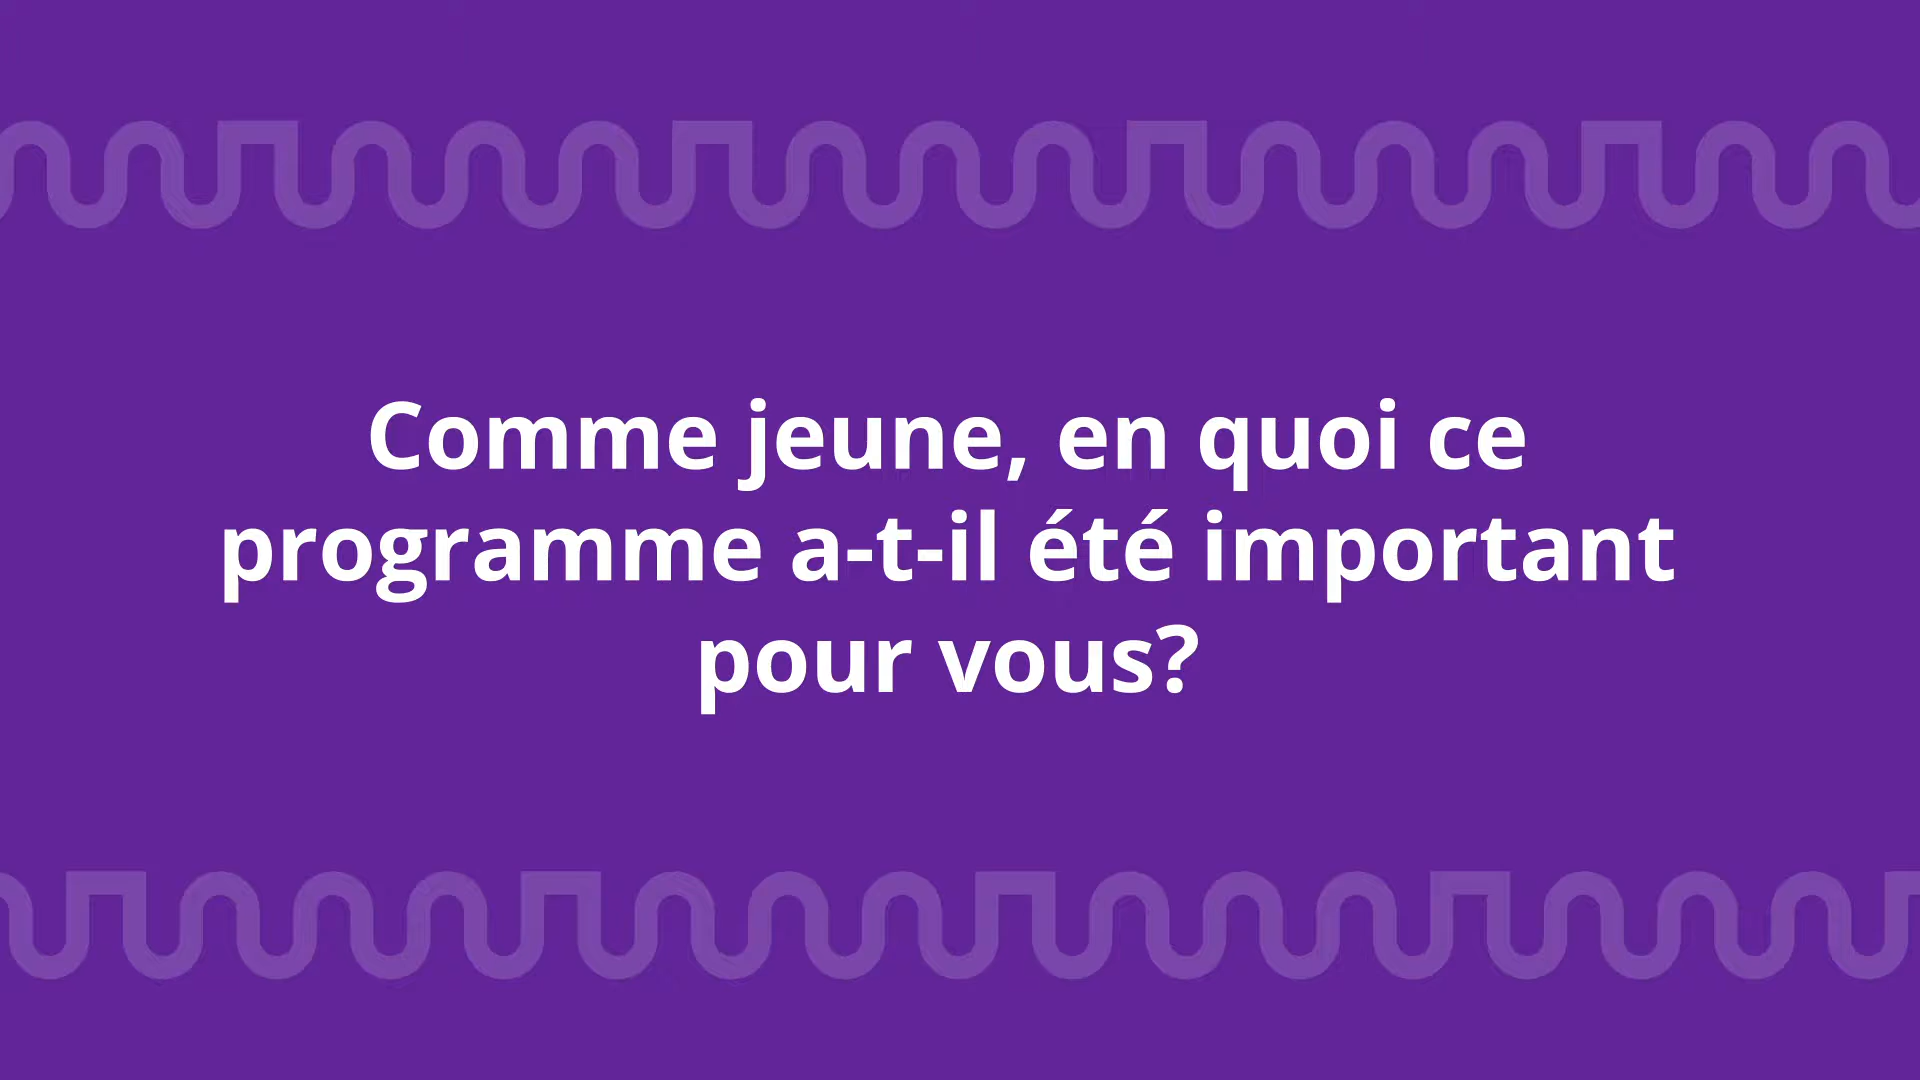 Comme jeune, en quoi ce
programme a-t-il été important
pour vous?